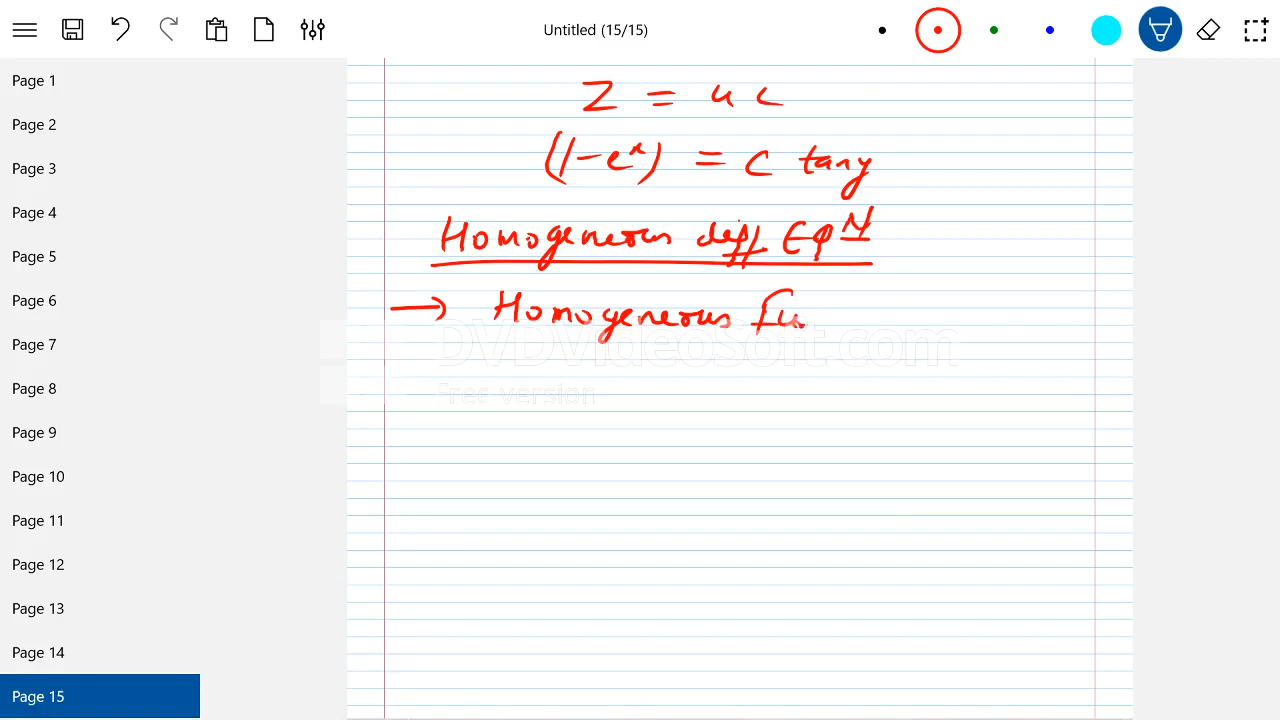 Untitled (15/15)
Page 1
Page 2
Page 3
Page 4
Page 5
Page 6
Page 7
Page 8
Page 9
Page 10
Page 11
Page 12
Page 13
Page 14
Page 15
Z = u c
(1-eˣ) = c tany
Homogeneous diff EQN
→ Homogeneous fu
DVDVideoSoft.com
Free version